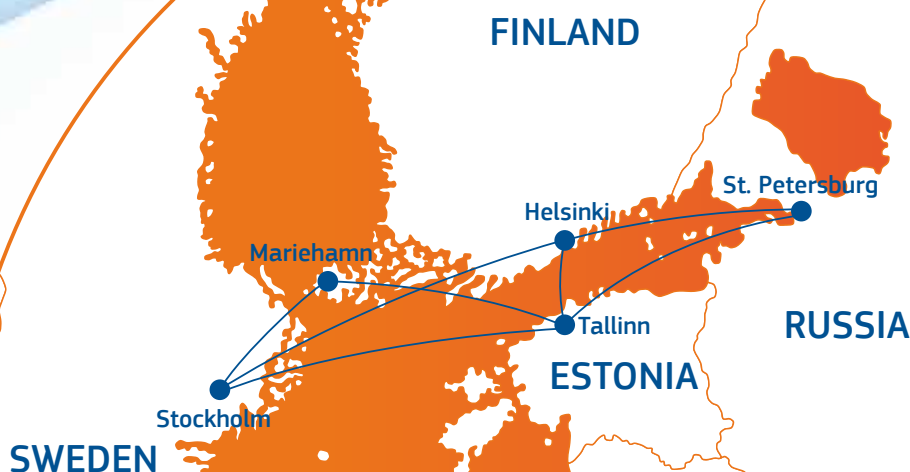 FINLAND
St. Petersburg
Helsinki
Mariehamn
Tallinn
RUSSIA
ESTONIA
Stockholm
SWEDEN